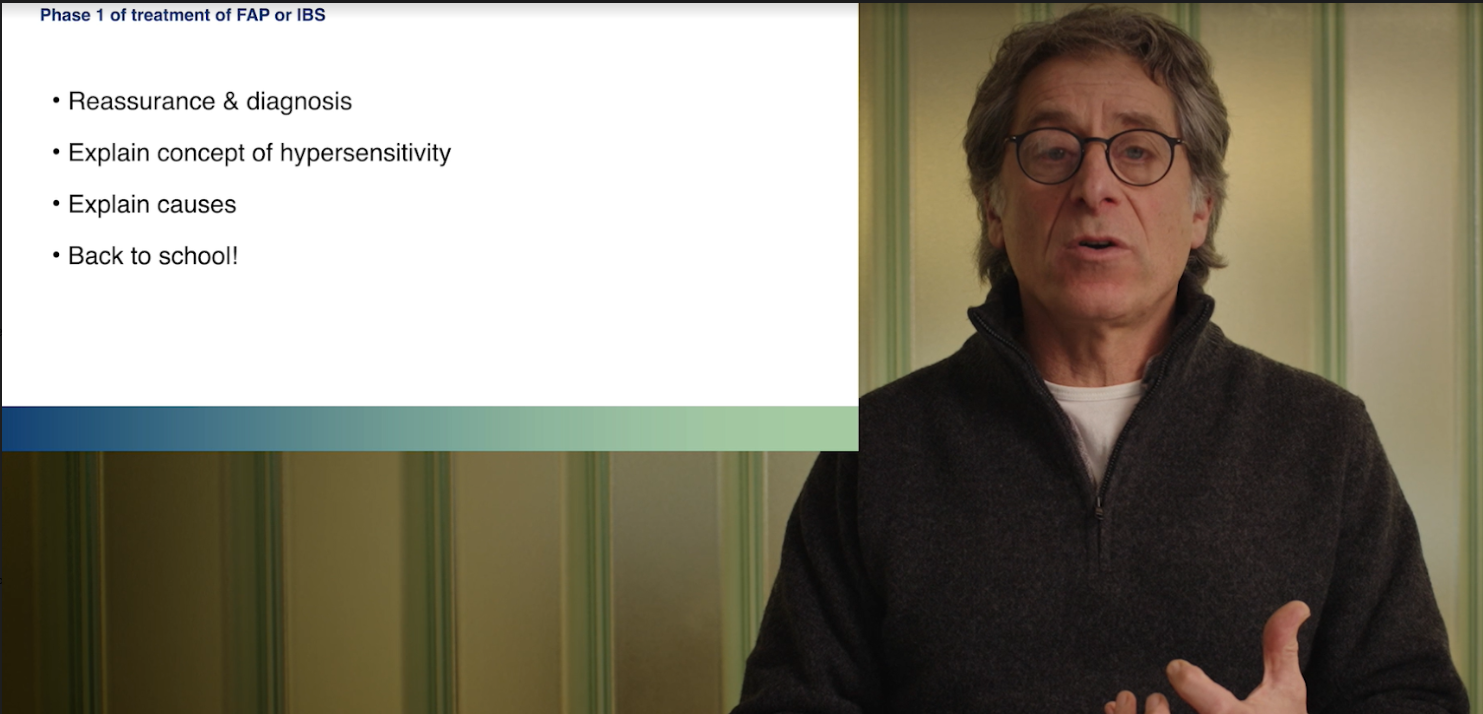 Phase 1 of treatment of FAP or IBS
• Reassurance & diagnosis
• Explain concept of hypersensitivity
• Explain causes
• Back to school!